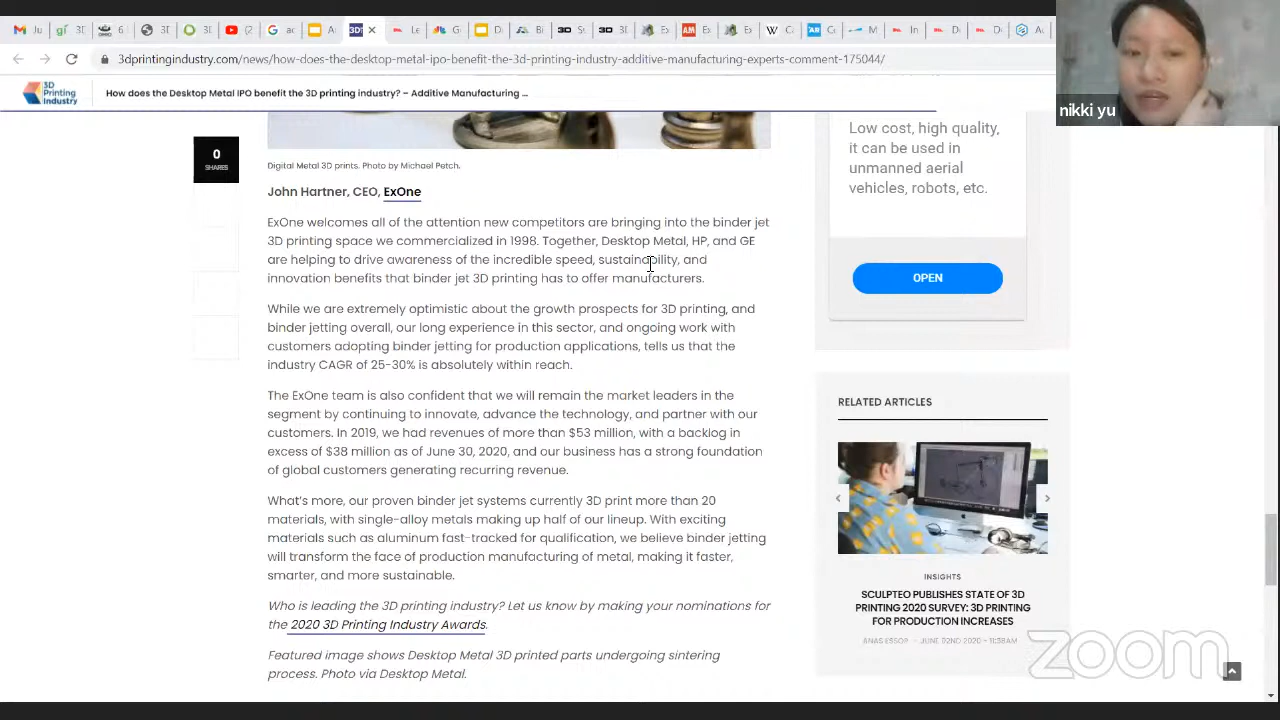 3dprintingindustry.com/news/how-does-the-desktop-metal-ipo-benefit-the-3d-printing-industry-additive-manufacturing-experts-comment-175044/
nikki yu
3D Printing Industry
How does the Desktop Metal IPO benefit the 3D printing industry? – Additive Manufacturing ...
0
SHARES
Digital Metal 3D prints. Photo by Michael Petch.
John Hartner, CEO, ExOne
ExOne welcomes all of the attention new competitors are bringing into the binder jet
3D printing space we commercialized in 1998. Together, Desktop Metal, HP, and GE
are helping to drive awareness of the incredible speed, sustainability, and
innovation benefits that binder jet 3D printing has to offer manufacturers.
While we are extremely optimistic about the growth prospects for 3D printing, and
binder jetting overall, our long experience in this sector, and ongoing work with
customers adopting binder jetting for production applications, tells us that the
industry CAGR of 25-30% is absolutely within reach.
The ExOne team is also confident that we will remain the market leaders in the
segment by continuing to innovate, advance the technology, and partner with our
customers. In 2019, we had revenues of more than $53 million, with a backlog in
excess of $38 million as of June 30, 2020, and our business has a strong foundation
of global customers generating recurring revenue.
What's more, our proven binder jet systems currently 3D print more than 20
materials, with single-alloy metals making up half of our lineup. With exciting
materials such as aluminum fast-tracked for qualification, we believe binder jetting
will transform the face of production manufacturing of metal, making it faster,
smarter, and more sustainable.
Who is leading the 3D printing industry? Let us know by making your nominations for
the 2020 3D Printing Industry Awards.
Featured image shows Desktop Metal 3D printed parts undergoing sintering
process. Photo via Desktop Metal.
Low cost, high quality,
it can be used in
unmanned aerial
vehicles, robots, etc.
OPEN
RELATED ARTICLES
INSIGHTS
SCULPTEO PUBLISHES STATE OF 3D
PRINTING 2020 SURVEY: 3D PRINTING
FOR PRODUCTION INCREASES
ANAS ESSOP - JUNE 02ND 2020 - 11:38AM
zoom